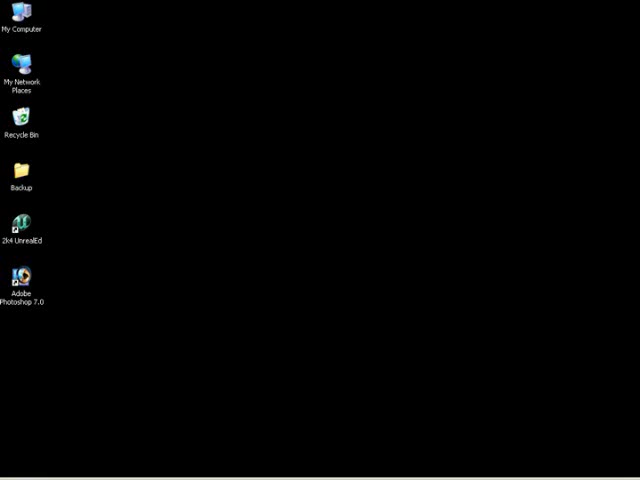 My Computer
My Network
Places
Recycle Bin
Backup
2k4 UnrealEd
Adobe
Photoshop 7.0